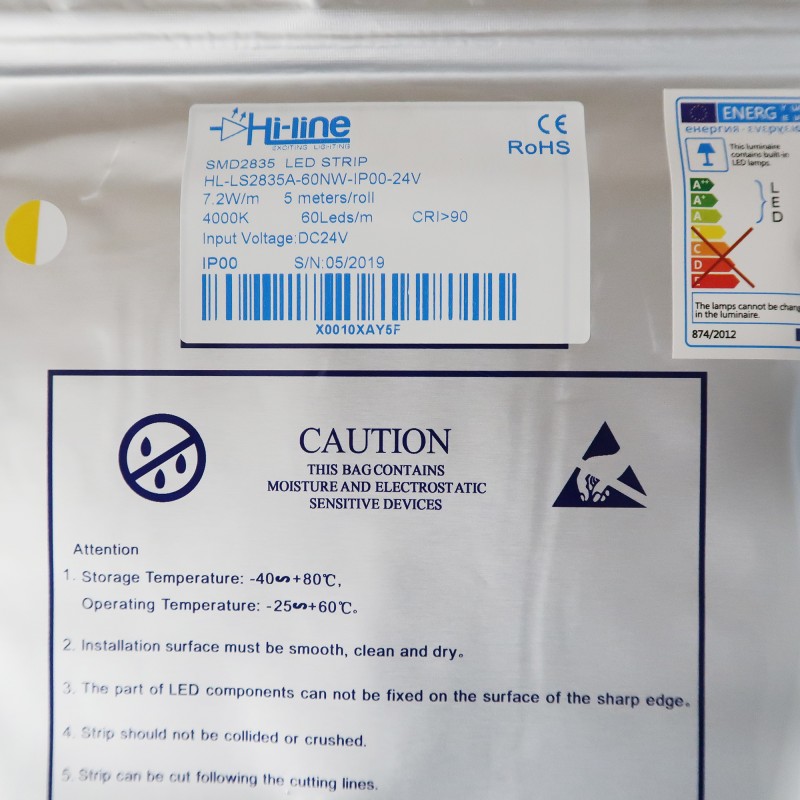 Hi-line
EXCITING LIGHTING
CE
RoHS
SMD2835 LED STRIP
HL-LS2835A-60NW-IP00-24V
7.2W/m 5 meters/roll
4000K 60Leds/m CRI>90
Input Voltage:DC24V
IP00 S/N:05/2019
X0010XAY5F
ENERG
енергия · ενεργεια
This luminaire
contains built-in
LED lamps.
A++
A+
A
B
C
D
E
L
E
D
The lamps cannot be
in the luminaire.
874/2012
CAUTION
THIS BAG CONTAINS
MOISTURE AND ELECTROSTATIC
SENSITIVE DEVICES
Attention
1. Storage Temperature: -40∽+80℃,
Operating Temperature: -25∽+60℃。
2. Installation surface must be smooth, clean and dry。
3. The part of LED components can not be fixed on the surface of the sharp edge。
4. Strip should not be collided or crushed.
5. Strip can be cut following the cutting lines.